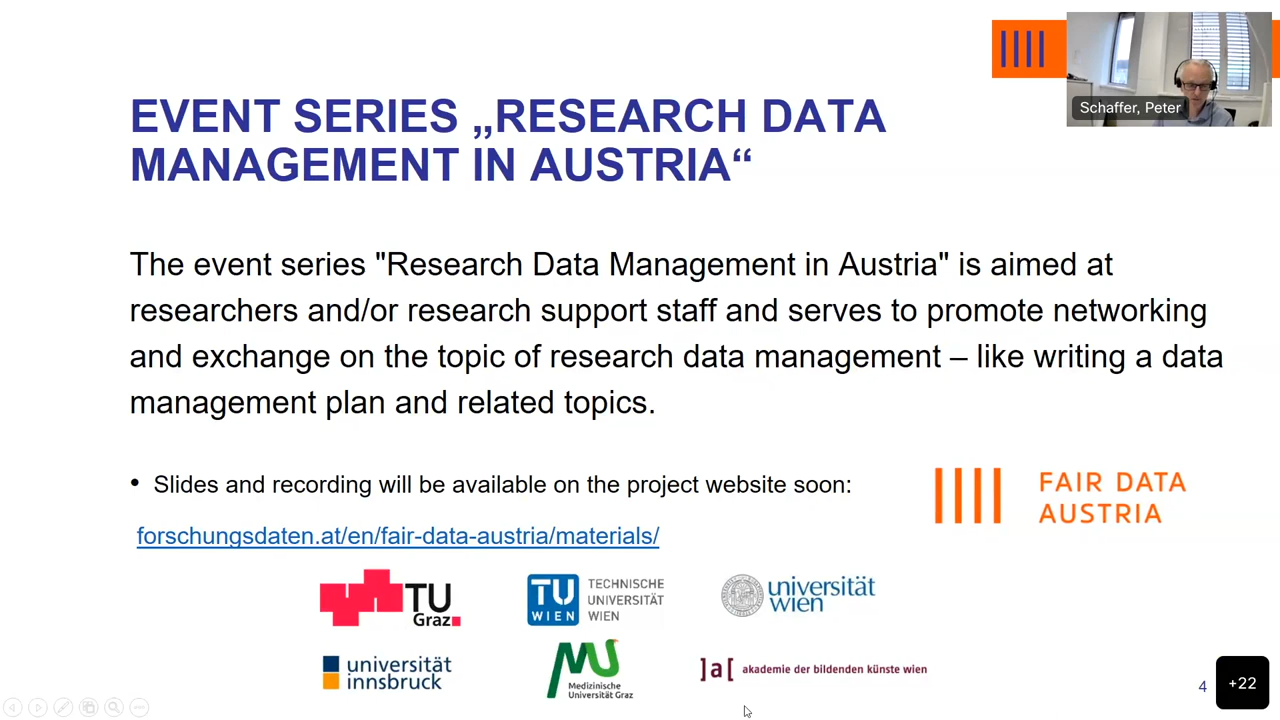 Schaffer, Peter
EVENT SERIES „RESEARCH DATA
MANAGEMENT IN AUSTRIA“
The event series "Research Data Management in Austria" is aimed at
researchers and/or research support staff and serves to promote networking
and exchange on the topic of research data management – like writing a data
management plan and related topics.
• Slides and recording will be available on the project website soon:
forschungsdaten.at/en/fair-data-austria/materials/
FAIR DATA
AUSTRIA
TU
Graz
TU
WIEN
TECHNISCHE
UNIVERSITÄT
WIEN
universität
wien
universität
innsbruck
MU
Medizinische
Universität Graz
]a[ akademie der bildenden künste wien
4
+22